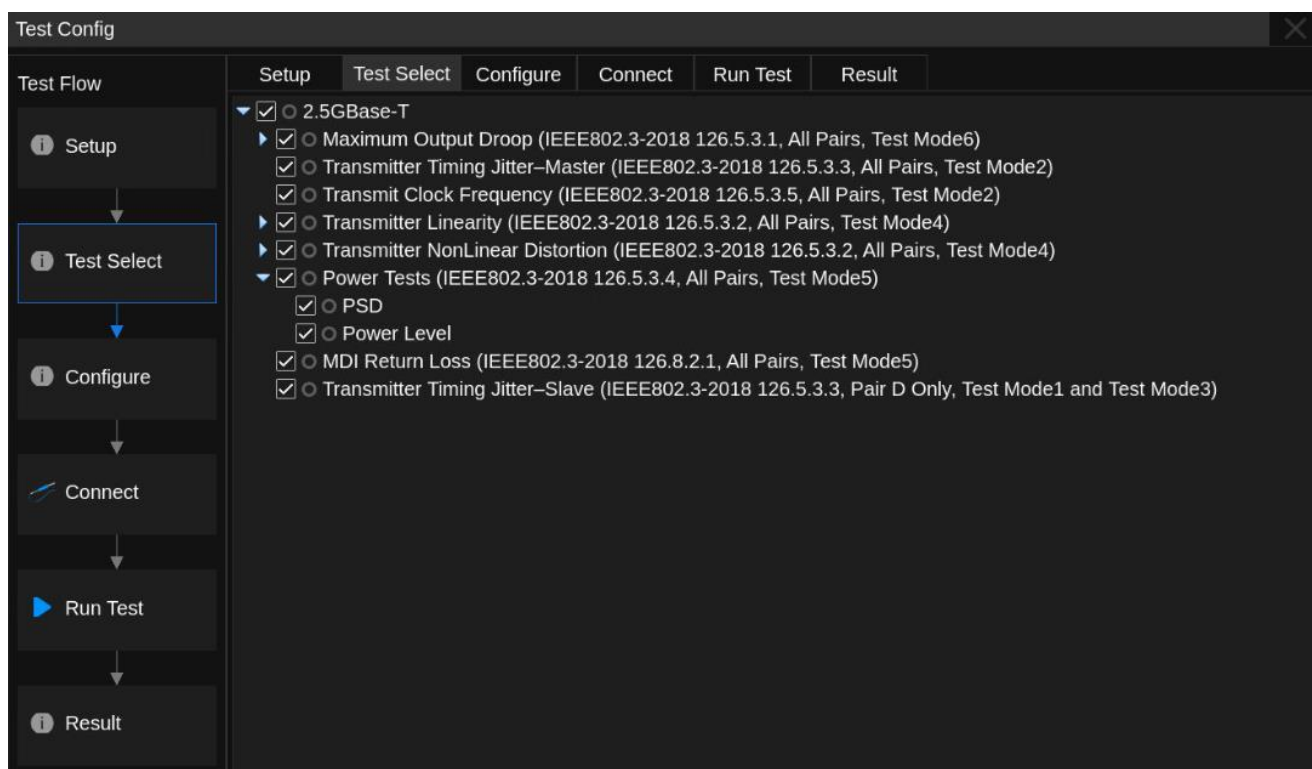 Test Config
Test Flow
Setup
Test Select
Configure
Connect
Run Test
Result
Setup Test Select Configure Connect Run Test Result
2.5GBase-T
Maximum Output Droop (IEEE802.3-2018 126.5.3.1, All Pairs, Test Mode6)
Transmitter Timing Jitter–Master (IEEE802.3-2018 126.5.3.3, All Pairs, Test Mode2)
Transmit Clock Frequency (IEEE802.3-2018 126.5.3.5, All Pairs, Test Mode2)
Transmitter Linearity (IEEE802.3-2018 126.5.3.2, All Pairs, Test Mode4)
Transmitter NonLinear Distortion (IEEE802.3-2018 126.5.3.2, All Pairs, Test Mode4)
Power Tests (IEEE802.3-2018 126.5.3.4, All Pairs, Test Mode5)
PSD
Power Level
MDI Return Loss (IEEE802.3-2018 126.8.2.1, All Pairs, Test Mode5)
Transmitter Timing Jitter–Slave (IEEE802.3-2018 126.5.3.3, Pair D Only, Test Mode1 and Test Mode3)